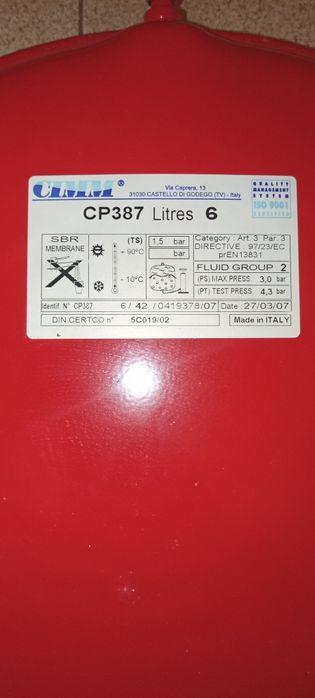 CIMM®
Via Caprera, 13
31030 CASTELLO DI GODEGO (TV) - Italy
QUALITY
MANAGEMENT
SYSTEM
ISO 9001
CERTIFIED
CP387 Litres 6
SBR
MEMBRANE
(TS)
+ 90°C
- 10°C
1,5 bar
bar
Category : Art. 3 Par. 3
DIRECTIVE : 97/23/EC
prEN13831
FLUID GROUP 2
(PS) MAX PRESS. 3,0 bar
(PT) TEST PRESS. 4,3 bar
Identif. N° CP387 6 / 42 / 0419378/07 Date : 27/03/07
DIN CERTCO n° 5C019/02 Made in ITALY